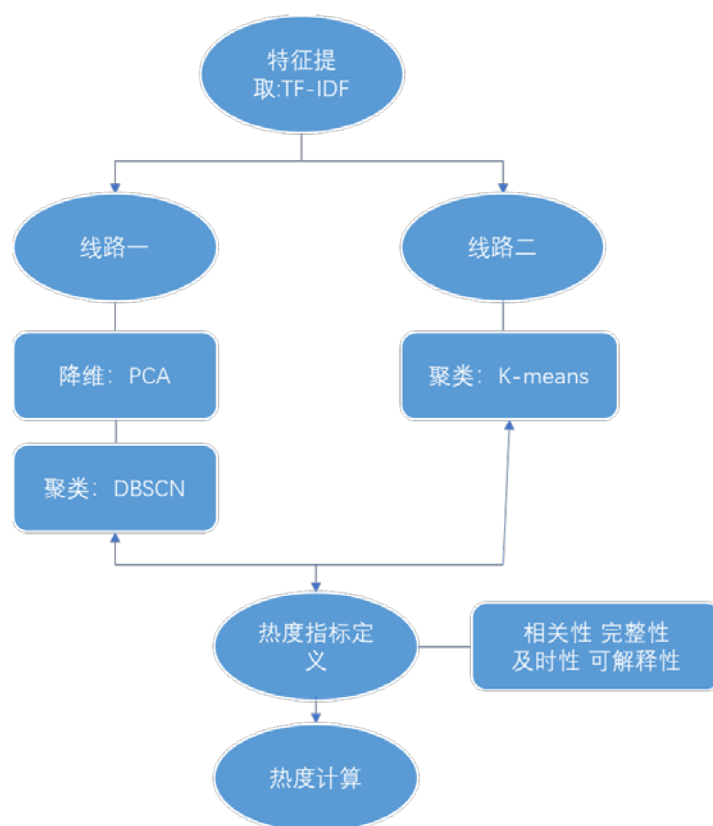 特征提
取:TF-IDF
线路一
线路二
降维：PCA
聚类：K-means
聚类：DBSCN
热度指标定
义
相关性 完整性
及时性 可解释性
热度计算